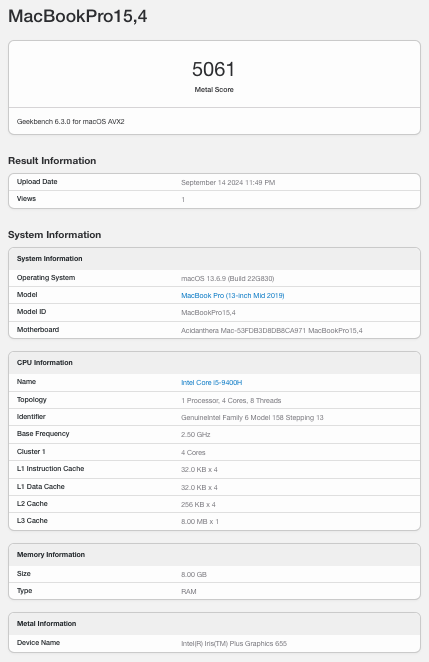 MacBookPro15,4
5061
Metal Score
Geekbench 6.3.0 for macOS AVX2
Result Information
Upload Date September 14 2024 11:49 PM
Views 1
System Information
System Information
Operating System macOS 13.6.9 (Build 22G830)
Model MacBook Pro (13-inch Mid 2019)
Model ID MacBookPro15,4
Motherboard Acidanthera Mac-53FDB3D8DB8CA971 MacBookPro15,4
CPU Information
Name Intel Core i5-9400H
Topology 1 Processor, 4 Cores, 8 Threads
Identifier GenuineIntel Family 6 Model 158 Stepping 13
Base Frequency 2.50 GHz
Cluster 1 4 Cores
L1 Instruction Cache 32.0 KB x 4
L1 Data Cache 32.0 KB x 4
L2 Cache 256 KB x 4
L3 Cache 8.00 MB x 1
Memory Information
Size 8.00 GB
Type RAM
Metal Information
Device Name Intel(R) Iris(TM) Plus Graphics 655